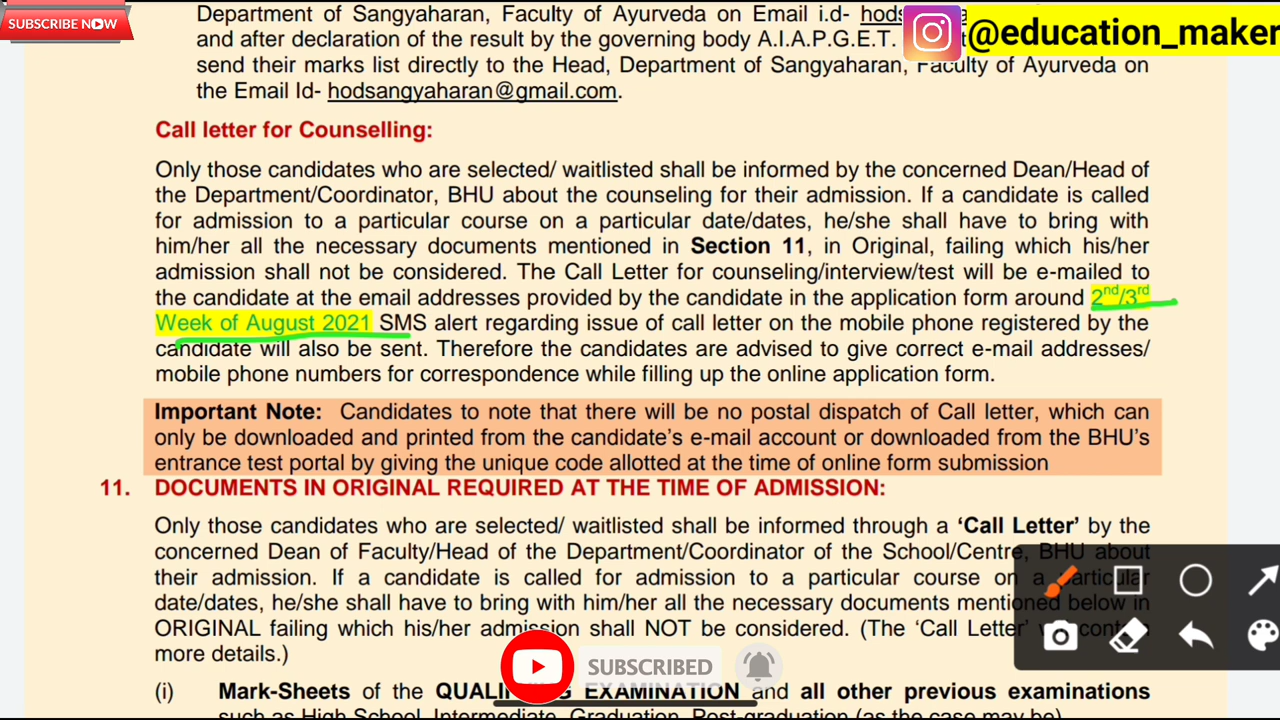 SUBSCRIBE NOW
@education_maker
Department of Sangyaharan, Faculty of Ayurveda on Email i.d- hods
and after declaration of the result by the governing body A.I.A.P.G.E.T.
send their marks list directly to the Head, Department of Sangyaharan, Faculty of Ayurveda on
the Email Id- hodsangyaharan@gmail.com.
Call letter for Counselling:
Only those candidates who are selected/ waitlisted shall be informed by the concerned Dean/Head of
the Department/Coordinator, BHU about the counseling for their admission. If a candidate is called
for admission to a particular course on a particular date/dates, he/she shall have to bring with
him/her all the necessary documents mentioned in Section 11, in Original, failing which his/her
admission shall not be considered. The Call Letter for counseling/interview/test will be e-mailed to
the candidate at the email addresses provided by the candidate in the application form around 2nd/3rd
Week of August 2021 SMS alert regarding issue of call letter on the mobile phone registered by the
candidate will also be sent. Therefore the candidates are advised to give correct e-mail addresses/
mobile phone numbers for correspondence while filling up the online application form.
Important Note: Candidates to note that there will be no postal dispatch of Call letter, which can
only be downloaded and printed from the candidate's e-mail account or downloaded from the BHU's
entrance test portal by giving the unique code allotted at the time of online form submission
11. DOCUMENTS IN ORIGINAL REQUIRED AT THE TIME OF ADMISSION:
Only those candidates who are selected/ waitlisted shall be informed through a 'Call Letter' by the
concerned Dean of Faculty/Head of the Department/Coordinator of the School/Centre, BHU about
their admission. If a candidate is called for admission to a particular course on a particular
date/dates, he/she shall have to bring with him/her all the necessary documents mentioned below in
ORIGINAL failing which his/her admission shall NOT be considered. (The 'Call Letter'
more details.)
SUBSCRIBED
(i) Mark-Sheets of the QUALIFYING EXAMINATION and all other previous examinations
such as High School, Intermediate, Graduation, Post-graduation (as the case may be)